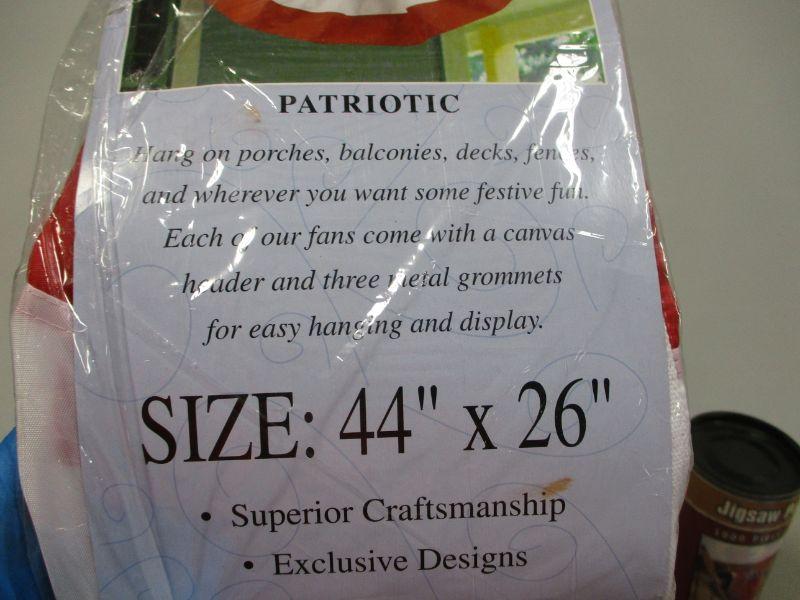 PATRIOTIC
Hang on porches, balconies, decks, fences,
and wherever you want some festive fun.
Each of our fans come with a canvas
header and three metal grommets
for easy hanging and display.
SIZE: 44" x 26"
• Superior Craftsmanship
• Exclusive Designs
Jigsaw
1000